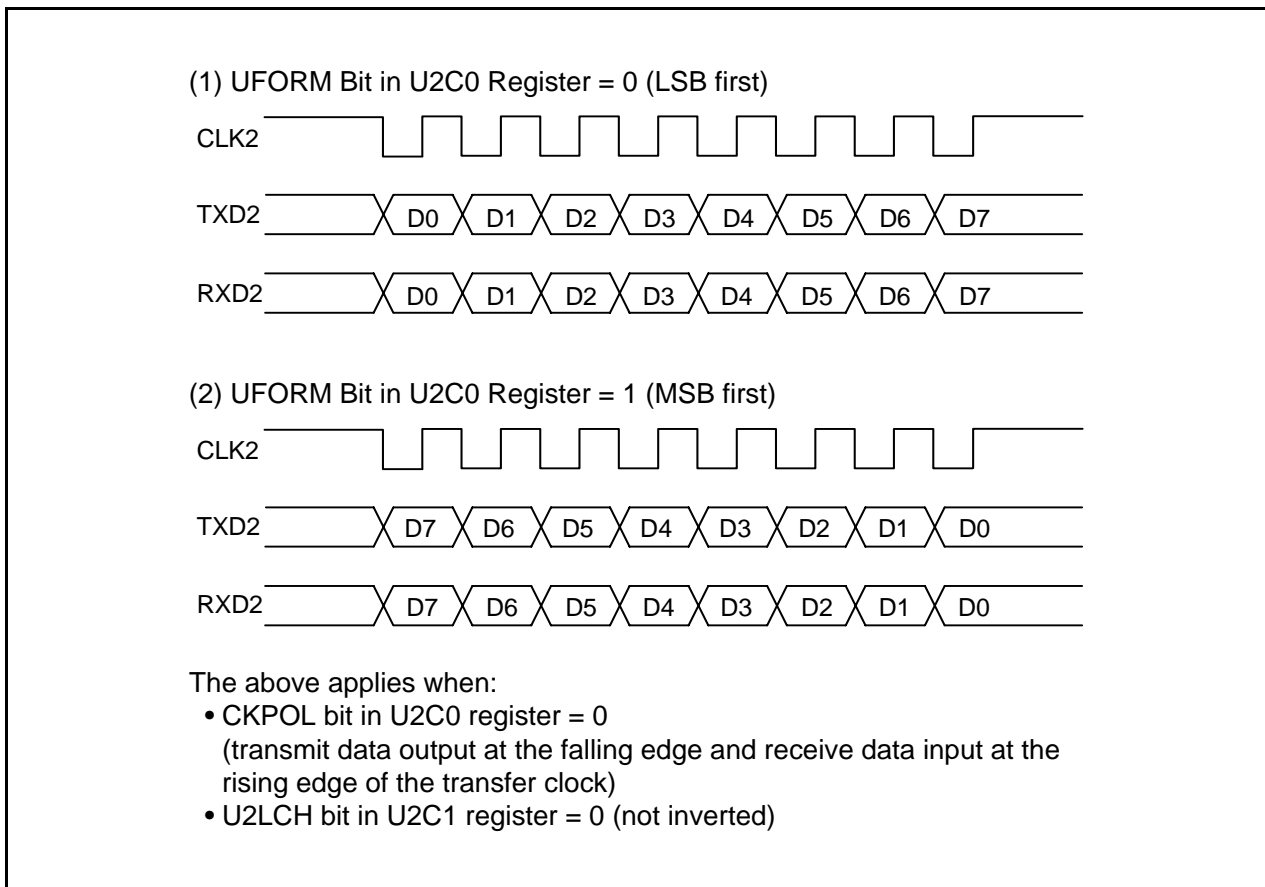 (1) UFORM Bit in U2C0 Register = 0 (LSB first)
CLK2
TXD2 D0 D1 D2 D3 D4 D5 D6 D7
RXD2 D0 D1 D2 D3 D4 D5 D6 D7
(2) UFORM Bit in U2C0 Register = 1 (MSB first)
CLK2
TXD2 D7 D6 D5 D4 D3 D2 D1 D0
RXD2 D7 D6 D5 D4 D3 D2 D1 D0
The above applies when:
• CKPOL bit in U2C0 register = 0
(transmit data output at the falling edge and receive data input at the
rising edge of the transfer clock)
• U2LCH bit in U2C1 register = 0 (not inverted)